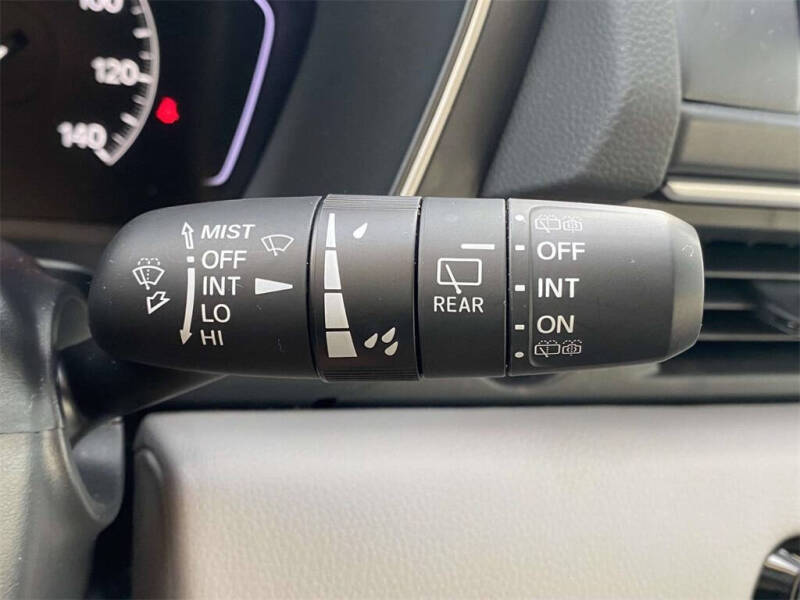 100
120
140
MIST
OFF
INT
LO
HI
REAR
OFF
INT
ON